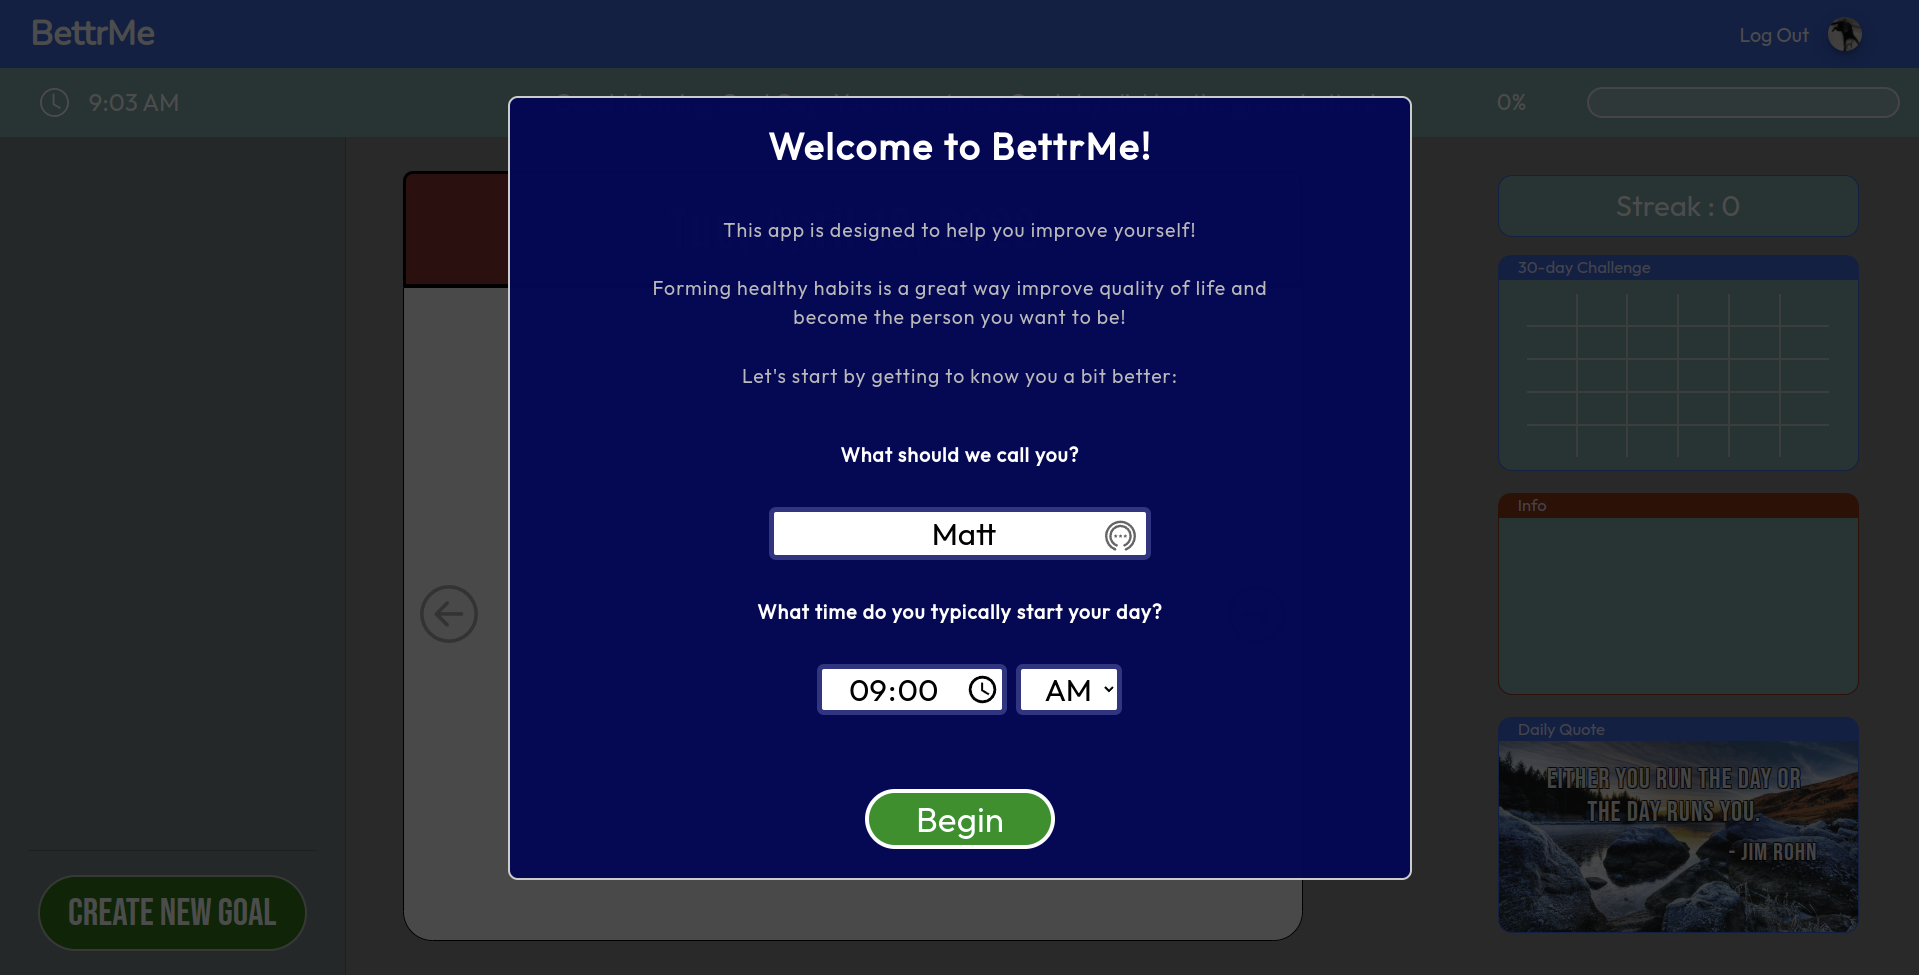 BettrMe
Log Out
9:03 AM
0%
Welcome to BettrMe!
This app is designed to help you improve yourself!
Forming healthy habits is a great way improve quality of life and
become the person you want to be!
Let's start by getting to know you a bit better:
What should we call you?
Matt
What time do you typically start your day?
09:00
AM
Begin
CREATE NEW GOAL
Streak : 0
30-day Challenge
Info
Daily Quote
EITHER YOU RUN THE DAY OR
THE DAY RUNS YOU.
- JIM ROHN